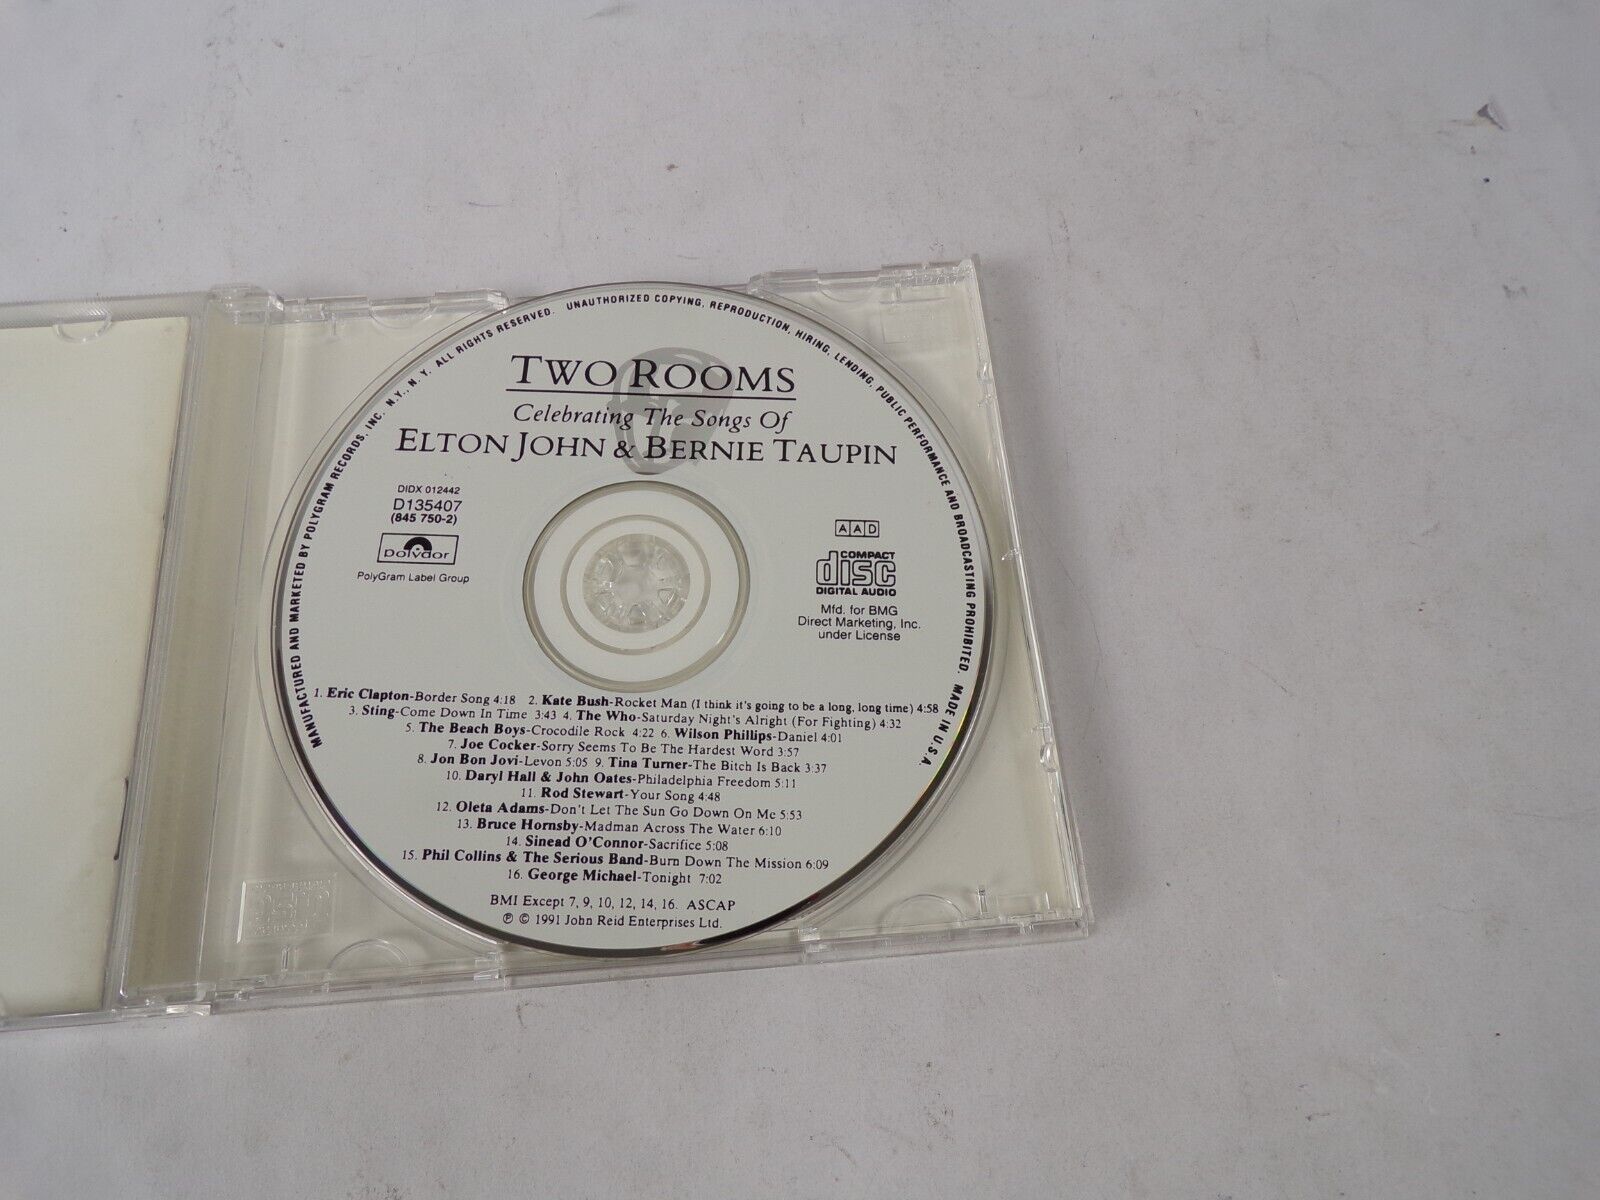 MANUFACTURED AND MARKETED BY POLYGRAM RECORDS, INC. N.Y., N.Y. ALL RIGHTS RESERVED. UNAUTHORIZED COPYING, REPRODUCTION, HIRING, LENDING, PUBLIC PERFORMANCE AND BROADCASTING PROHIBITED. MADE IN U.S.A.
TWO ROOMS
Celebrating The Songs Of
ELTON JOHN & BERNIE TAUPIN
DIDX 012442
D135407
(845 750-2)
polydor
PolyGram Label Group
AAD
COMPACT
disc
DIGITAL AUDIO
Mfd. for BMG
Direct Marketing, Inc.
under License
1. Eric Clapton-Border Song 4:18 2. Kate Bush-Rocket Man (I think it's going to be a long, long time) 4:58
3. Sting-Come Down In Time 3:43 4. The Who-Saturday Night's Alright (For Fighting) 4:32
5. The Beach Boys-Crocodile Rock 4:22 6. Wilson Phillips-Daniel 4:01
7. Joe Cocker-Sorry Seems To Be The Hardest Word 3:57
8. Jon Bon Jovi-Levon 5:05 9. Tina Turner-The Bitch Is Back 3:37
10. Daryl Hall & John Oates-Philadelphia Freedom 5:11
11. Rod Stewart-Your Song 4:48
12. Oleta Adams-Don't Let The Sun Go Down On Me 5:53
13. Bruce Hornsby-Madman Across The Water 6:10
14. Sinead O'Connor-Sacrifice 5:08
15. Phil Collins & The Serious Band-Burn Down The Mission 6:09
16. George Michael-Tonight 7:02
BMI Except 7, 9, 10, 12, 14, 16. ASCAP
℗ © 1991 John Reid Enterprises Ltd.